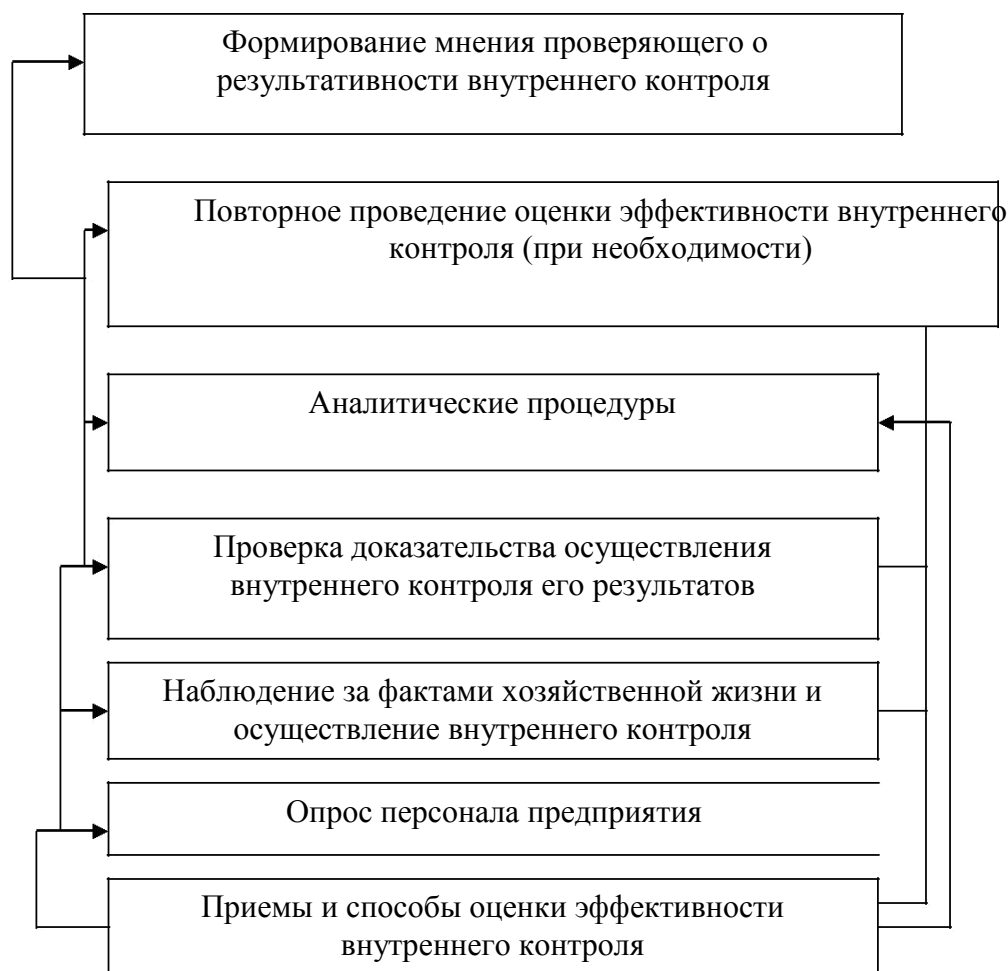 Формирование мнения проверяющего о
результативности внутреннего контроля
Повторное проведение оценки эффективности внутреннего
контроля (при необходимости)
Аналитические процедуры
Проверка доказательства осуществления
внутреннего контроля его результатов
Наблюдение за фактами хозяйственной жизни и
осуществление внутреннего контроля
Опрос персонала предприятия
Приемы и способы оценки эффективности
внутреннего контроля